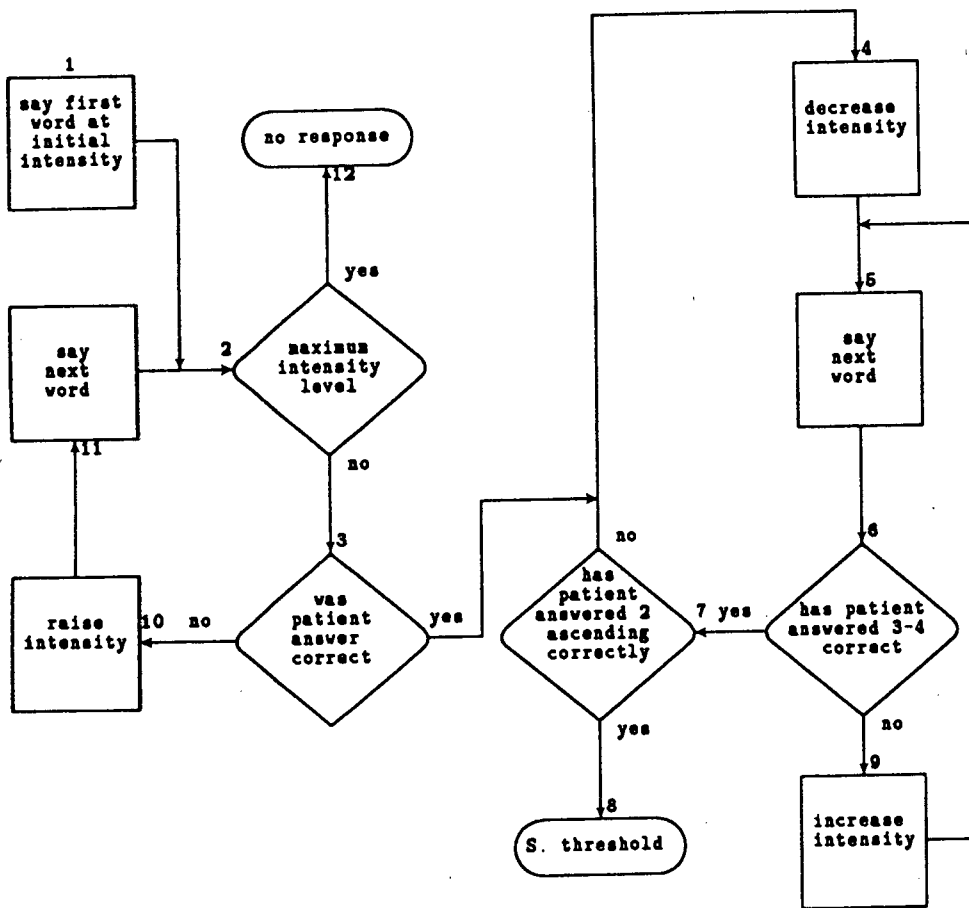 1
say first
word at
initial
intensity
no response
12
yes
2
maximum
intensity
level
no
say
next
word
11
3
was
patient
answer
correct
10 no
raise
intensity
yes
4
decrease
intensity
5
say
next
word
6
has patient
answered 3-4
correct
7 yes
no
has
patient
answered 2
ascending
correctly
yes
8
S. threshold
no
9
increase
intensity